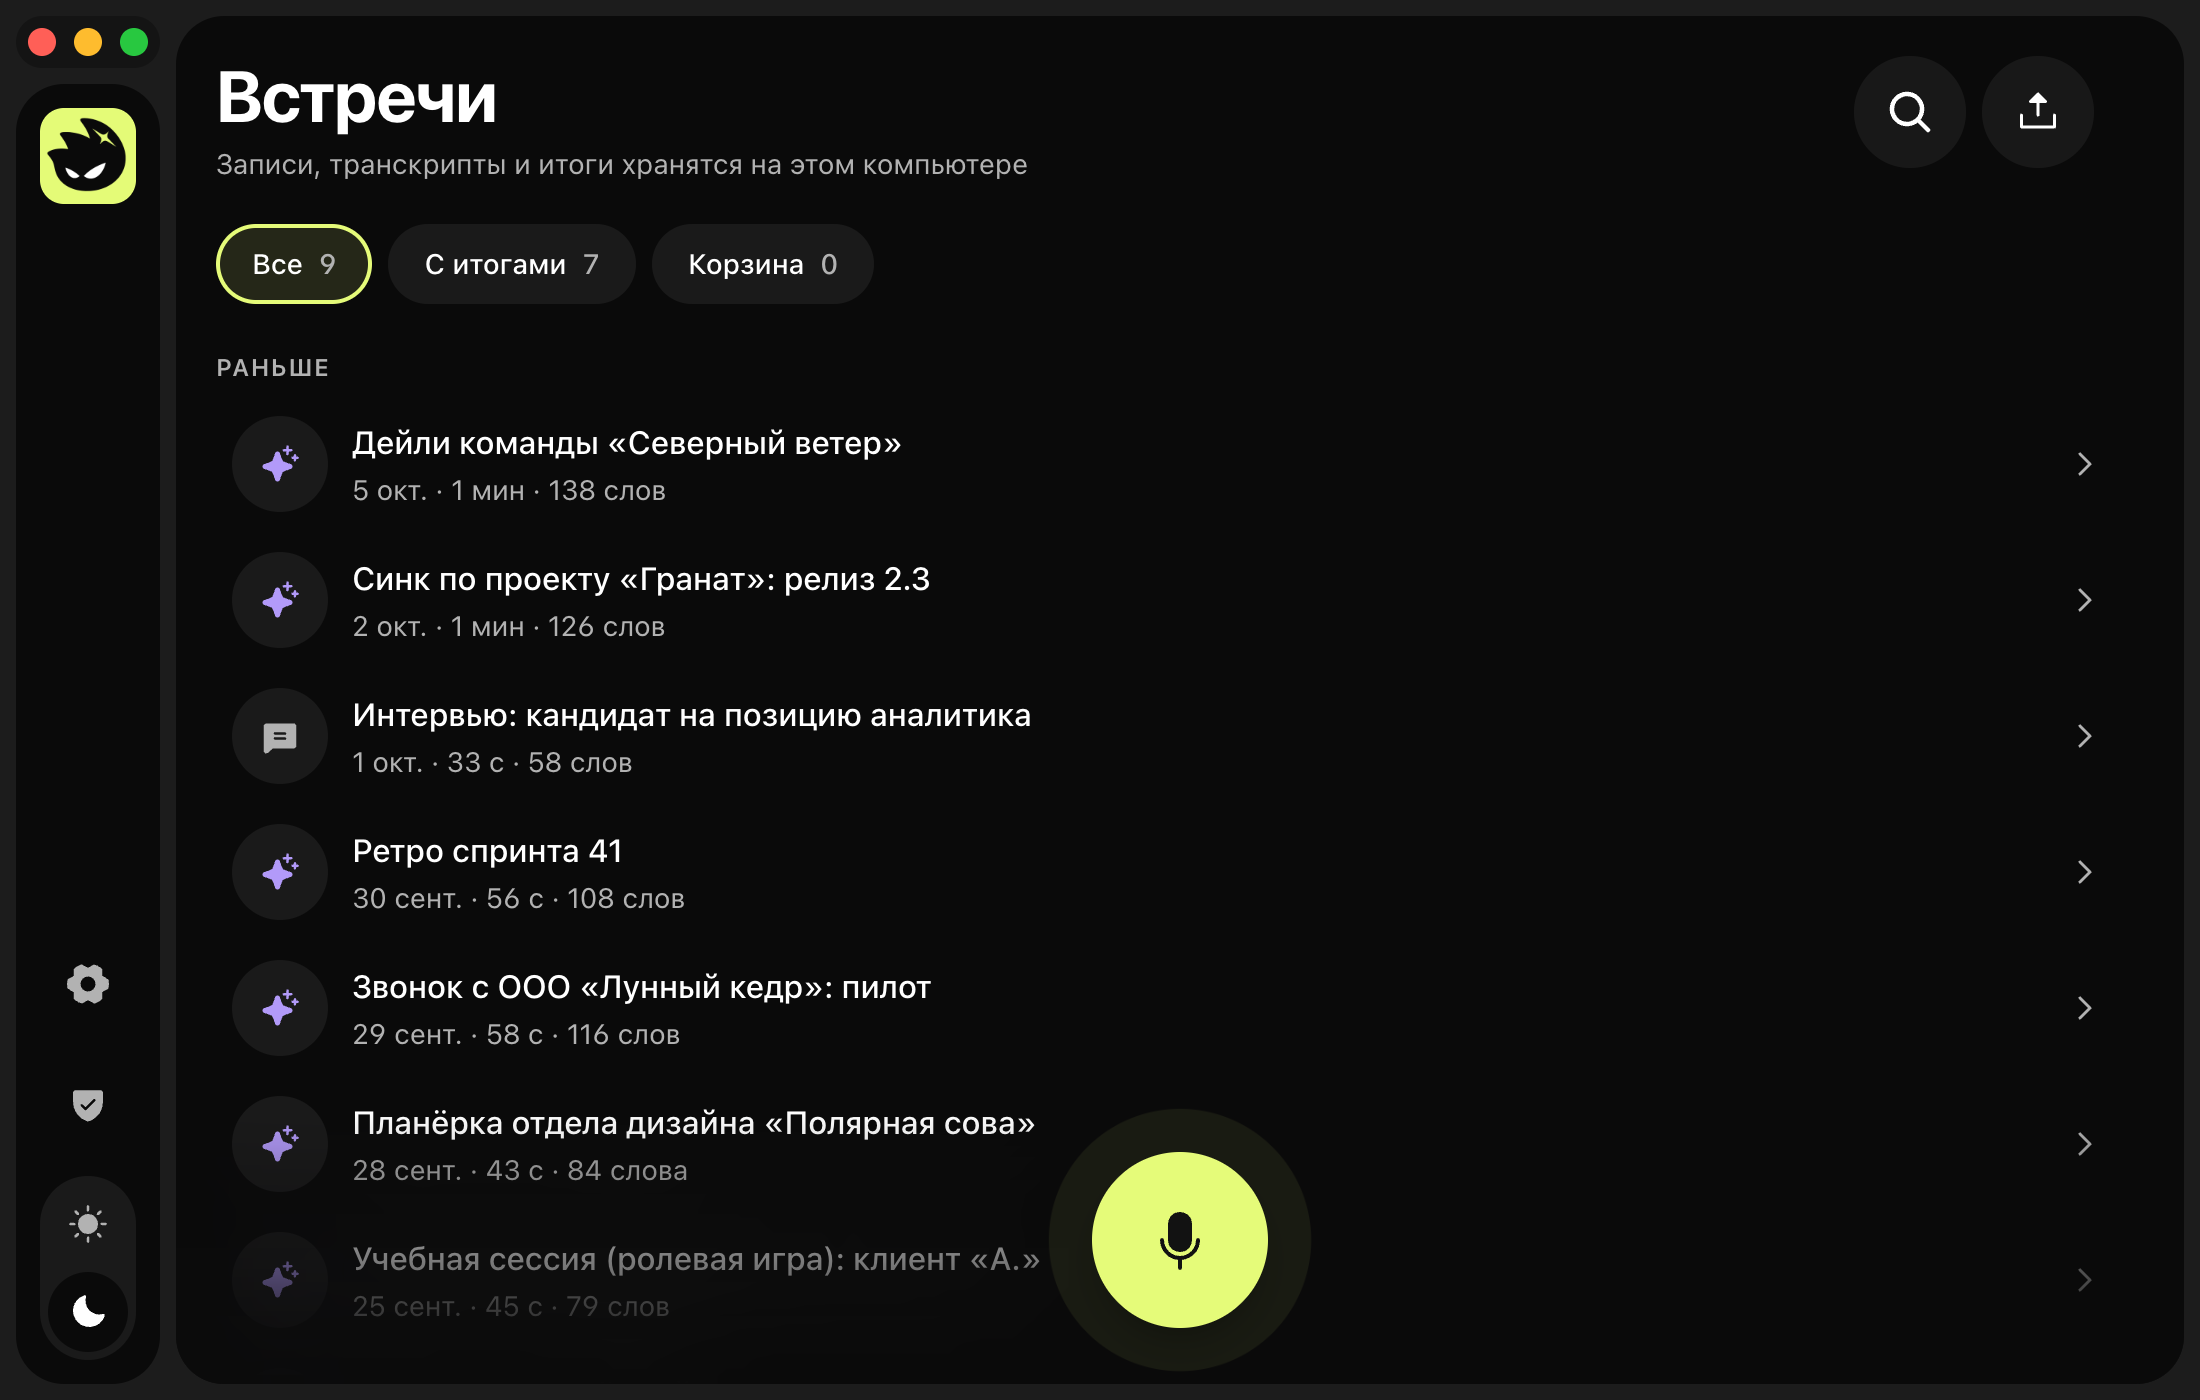 Встречи
Записи, транскрипты и итоги хранятся на этом компьютере
Все 9
С итогами 7
Корзина 0
РАНЬШЕ
Дейли команды «Северный ветер»
5 окт. · 1 мин · 138 слов
Синк по проекту «Гранат»: релиз 2.3
2 окт. · 1 мин · 126 слов
Интервью: кандидат на позицию аналитика
1 окт. · 33 с · 58 слов
Ретро спринта 41
30 сент. · 56 с · 108 слов
Звонок с ООО «Лунный кедр»: пилот
29 сент. · 58 с · 116 слов
Планёрка отдела дизайна «Полярная сова»
28 сент. · 43 с · 84 слова
Учебная сессия (ролевая игра): клиент «А.»
25 сент. · 45 с · 79 слов